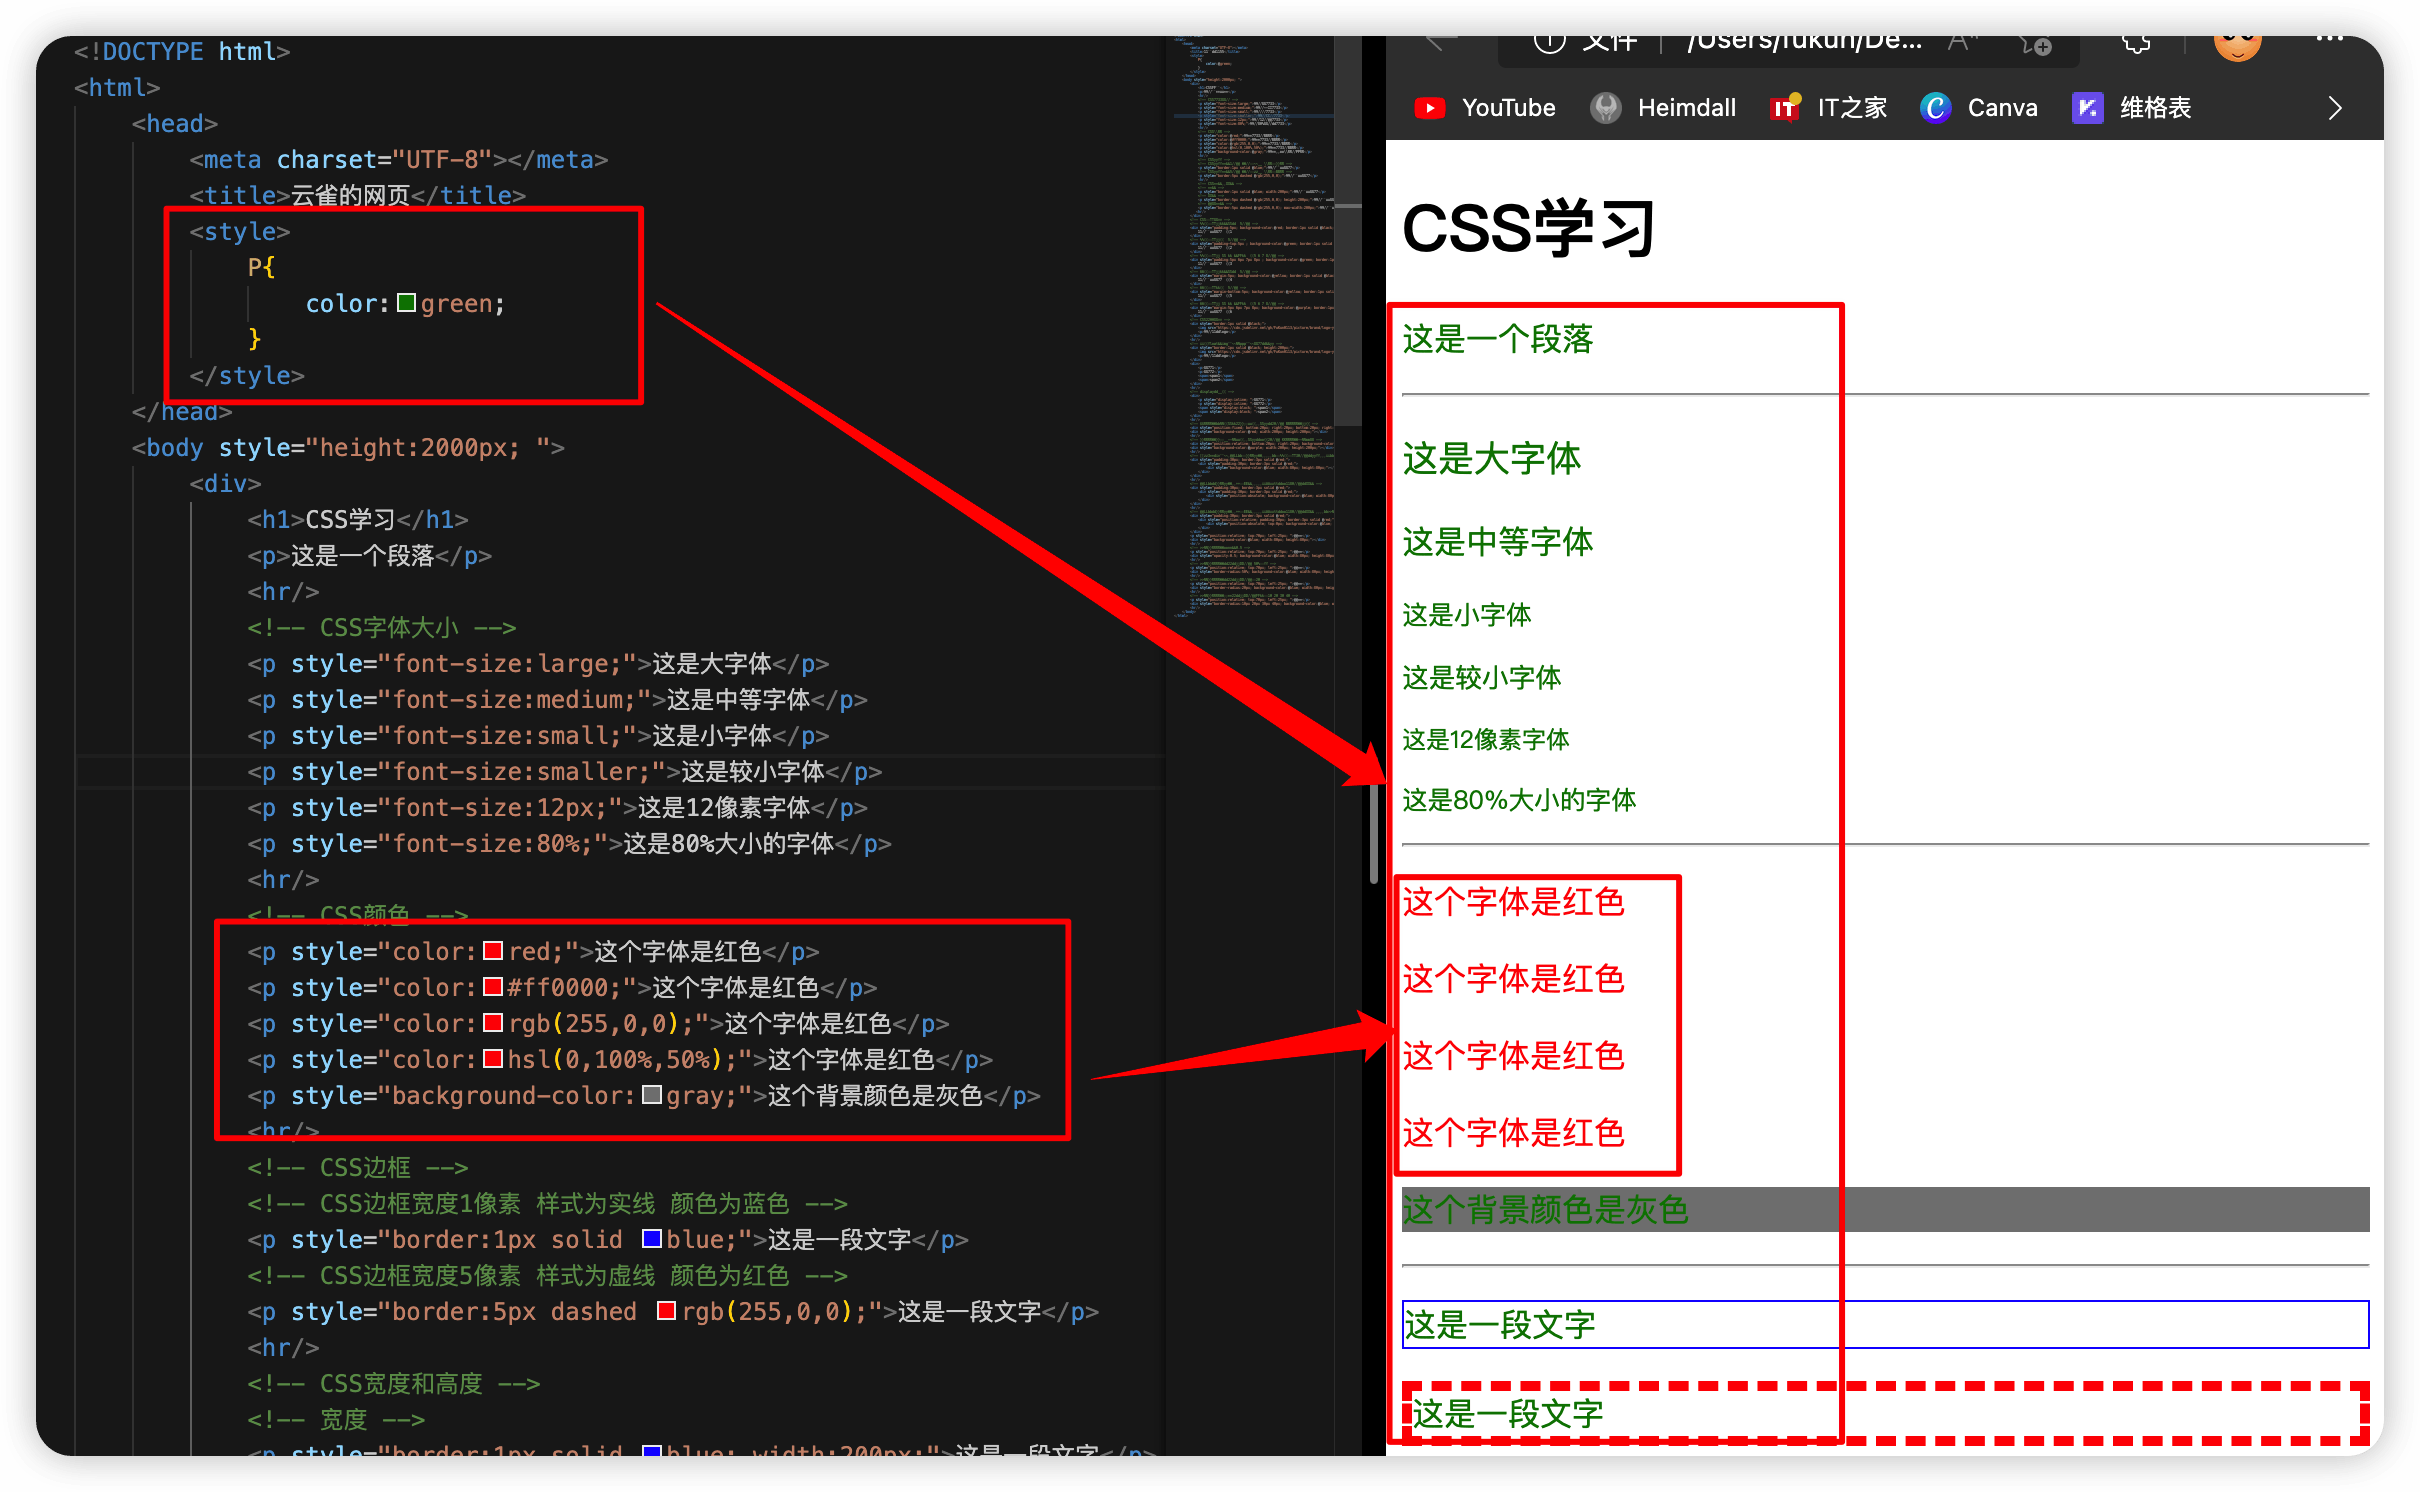 <!DOCTYPE html>
<html>
<head>
<meta charset="UTF-8"></meta>
<title>云雀的网页</title>
<style>
P{
color:green;
}
</style>
</head>
<body style="height:2000px; ">
<div>
<h1>CSS学习</h1>
<p>这是一个段落</p>
<hr/>
<!-- CSS字体大小 -->
<p style="font-size:large;">这是大字体</p>
<p style="font-size:medium;">这是中等字体</p>
<p style="font-size:small;">这是小字体</p>
<p style="font-size:smaller;">这是较小字体</p>
<p style="font-size:12px;">这是12像素字体</p>
<p style="font-size:80%;">这是80%大小的字体</p>
<hr/>
<!-- CSS颜色 -->
<p style="color:red;">这个字体是红色</p>
<p style="color:#ff0000;">这个字体是红色</p>
<p style="color:rgb(255,0,0);">这个字体是红色</p>
<p style="color:hsl(0,100%,50%);">这个字体是红色</p>
<p style="background-color:gray;">这个背景颜色是灰色</p>
<hr/>
<!-- CSS边框 -->
<!-- CSS边框宽度1像素 样式为实线 颜色为蓝色 -->
<p style="border:1px solid blue;">这是一段文字</p>
<!-- CSS边框宽度5像素 样式为虚线 颜色为红色 -->
<p style="border:5px dashed rgb(255,0,0);">这是一段文字</p>
<hr/>
<!-- CSS宽度和高度 -->
<!-- 宽度 -->
<p style="border:1px solid blue; width:200px;">这是一段文字</p>
文件 | /Users/fukun/De...
YouTube Heimdall IT之家 Canva 维格表
CSS学习
这是一个段落
这是大字体
这是中等字体
这是小字体
这是较小字体
这是12像素字体
这是80%大小的字体
这个字体是红色
这个字体是红色
这个字体是红色
这个字体是红色
这个背景颜色是灰色
这是一段文字
这是一段文字